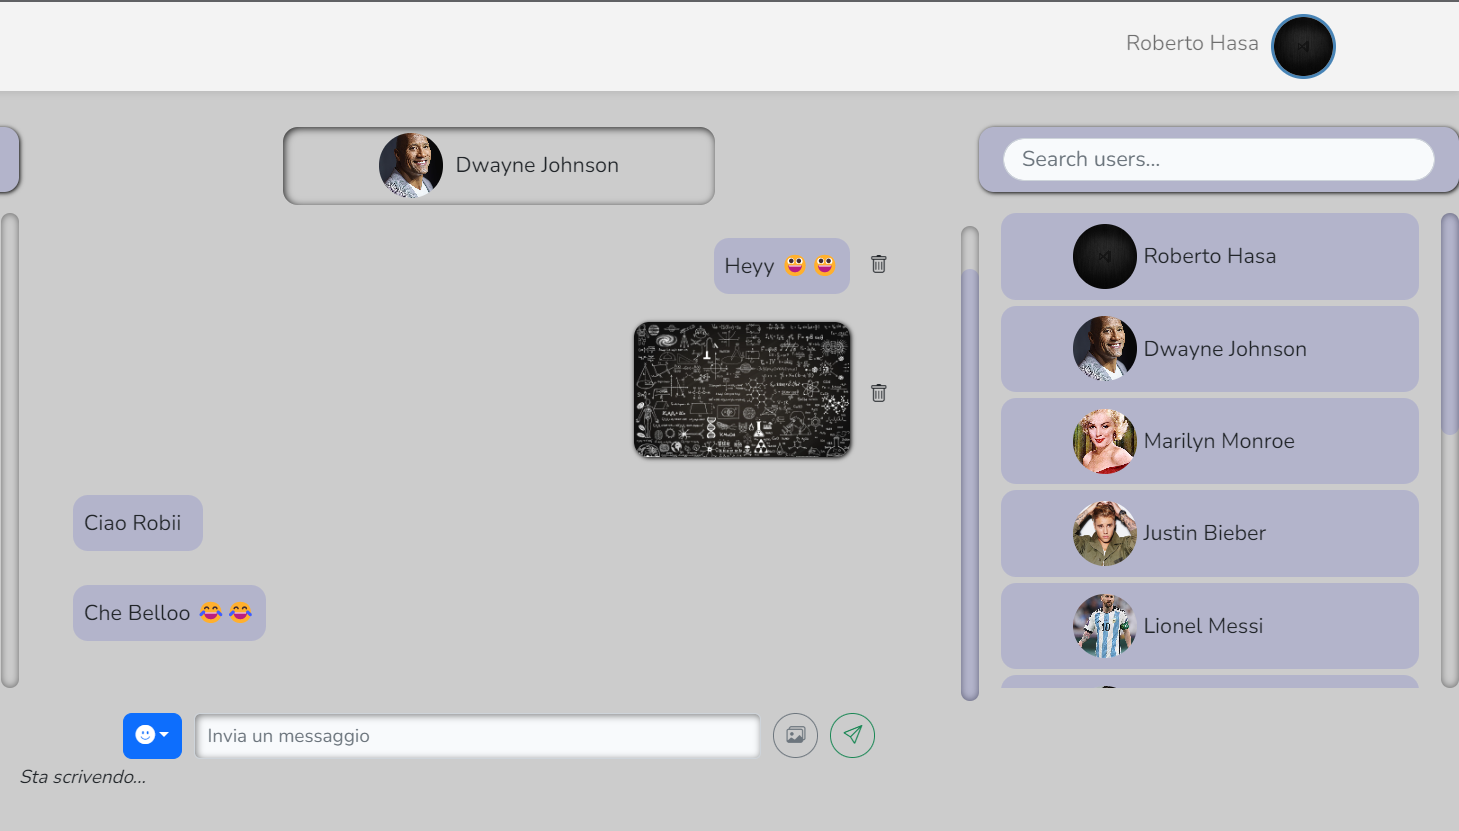 Roberto Hasa
Dwayne Johnson
Search users...
Heyy 😀 😀
Ciao Robii
Che Belloo 😂 😂
Roberto Hasa
Dwayne Johnson
Marilyn Monroe
Justin Bieber
Lionel Messi
Invia un messaggio
Sta scrivendo...